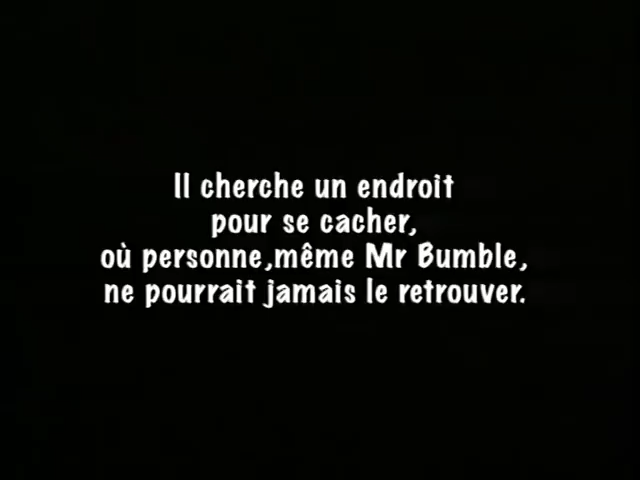 Il cherche un endroit
pour se cacher,
où personne,même Mr Bumble,
ne pourrait jamais le retrouver.